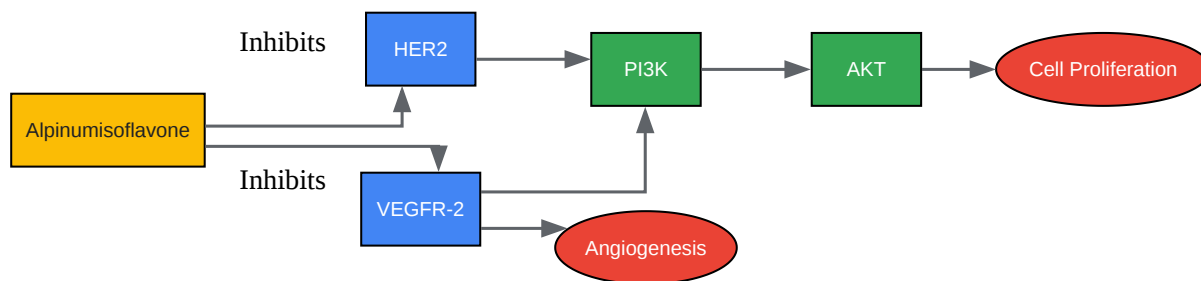 Inhibits
HER2
PI3K
AKT
Cell Proliferation
Alpinumisoflavone
Inhibits
VEGFR-2
Angiogenesis